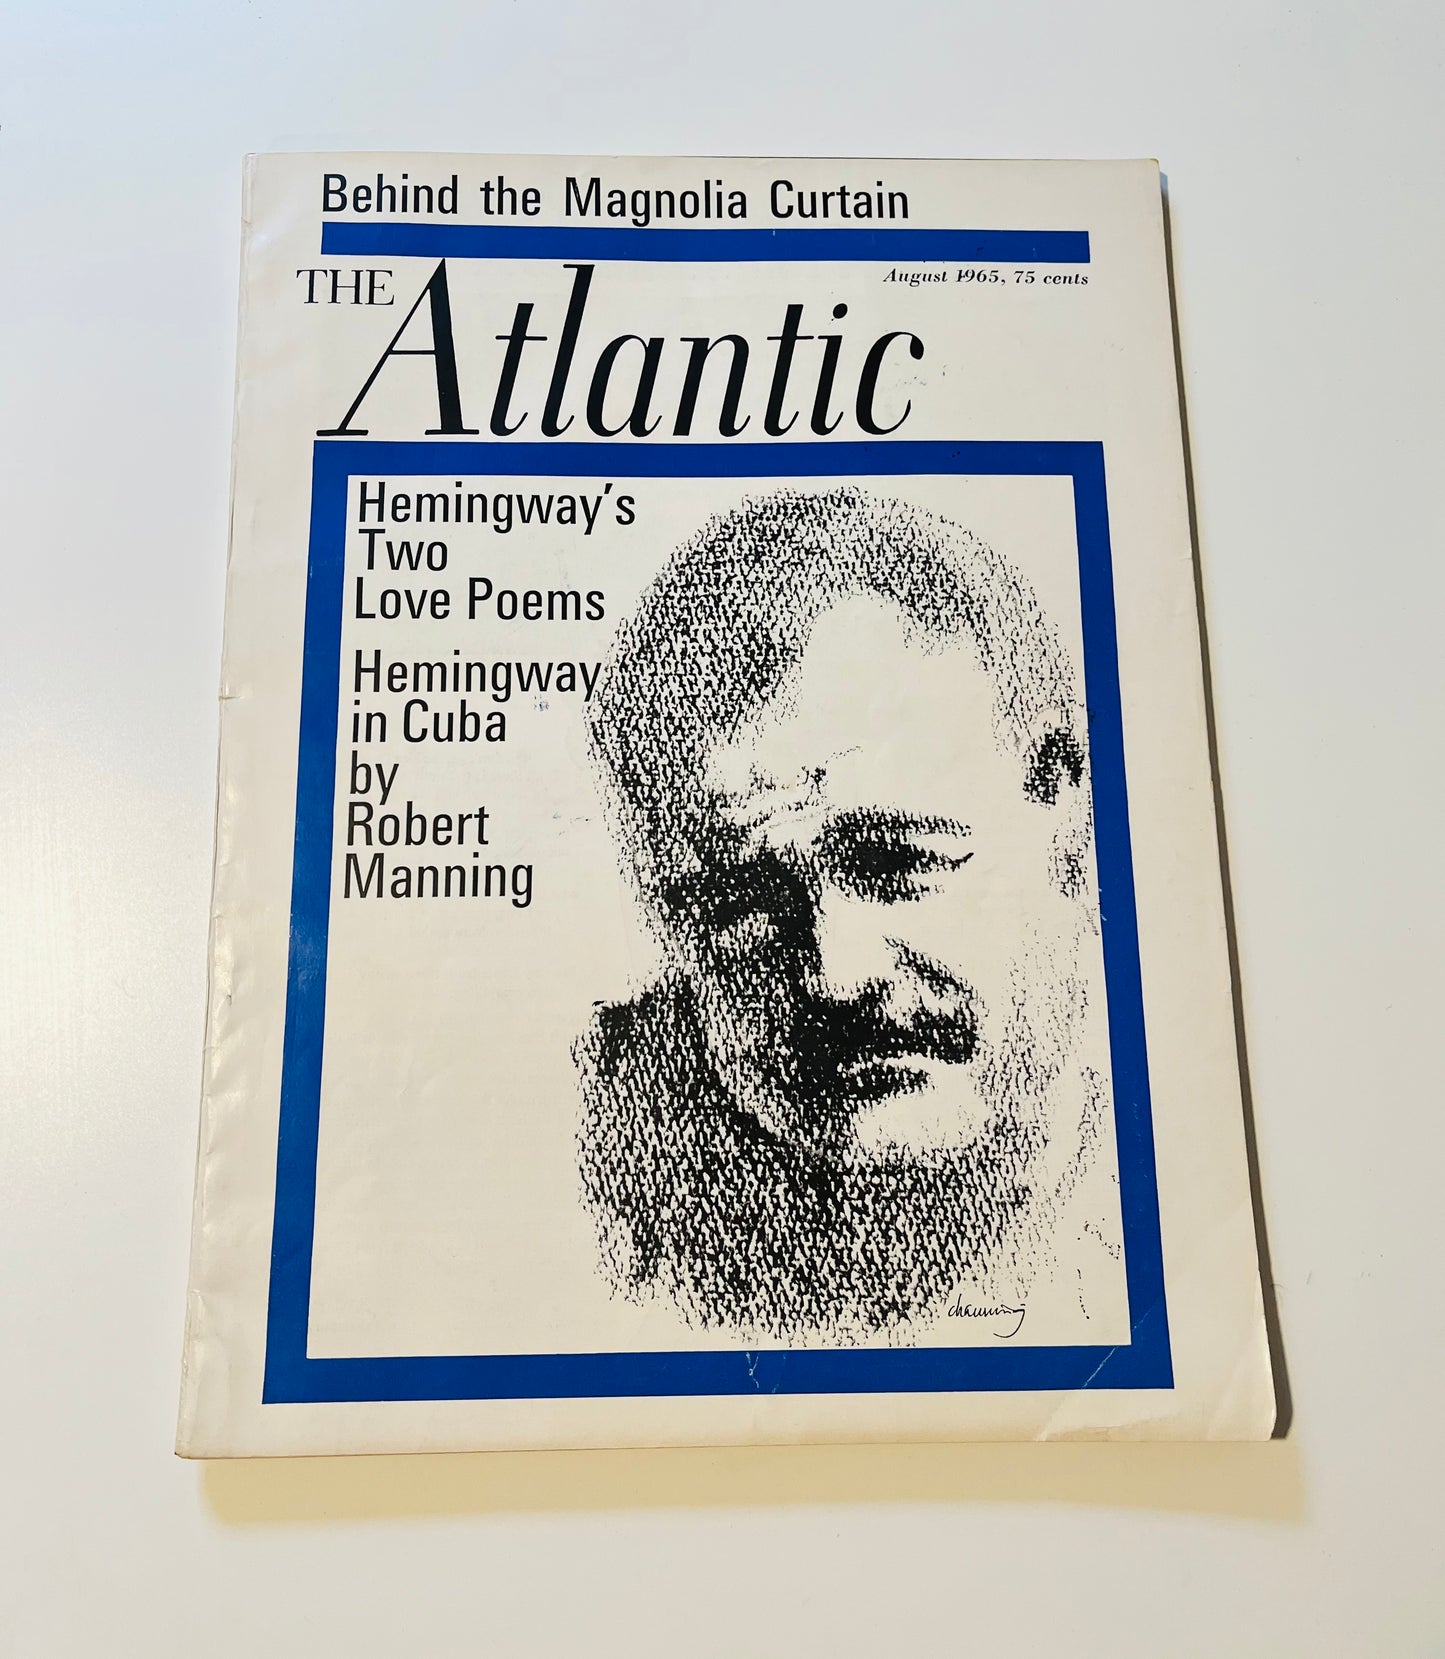 Behind the Magnolia Curtain
THE Atlantic
August 1965, 75 cents
Hemingway's
Two
Love Poems
Hemingway
in Cuba
by
Robert
Manning
channing